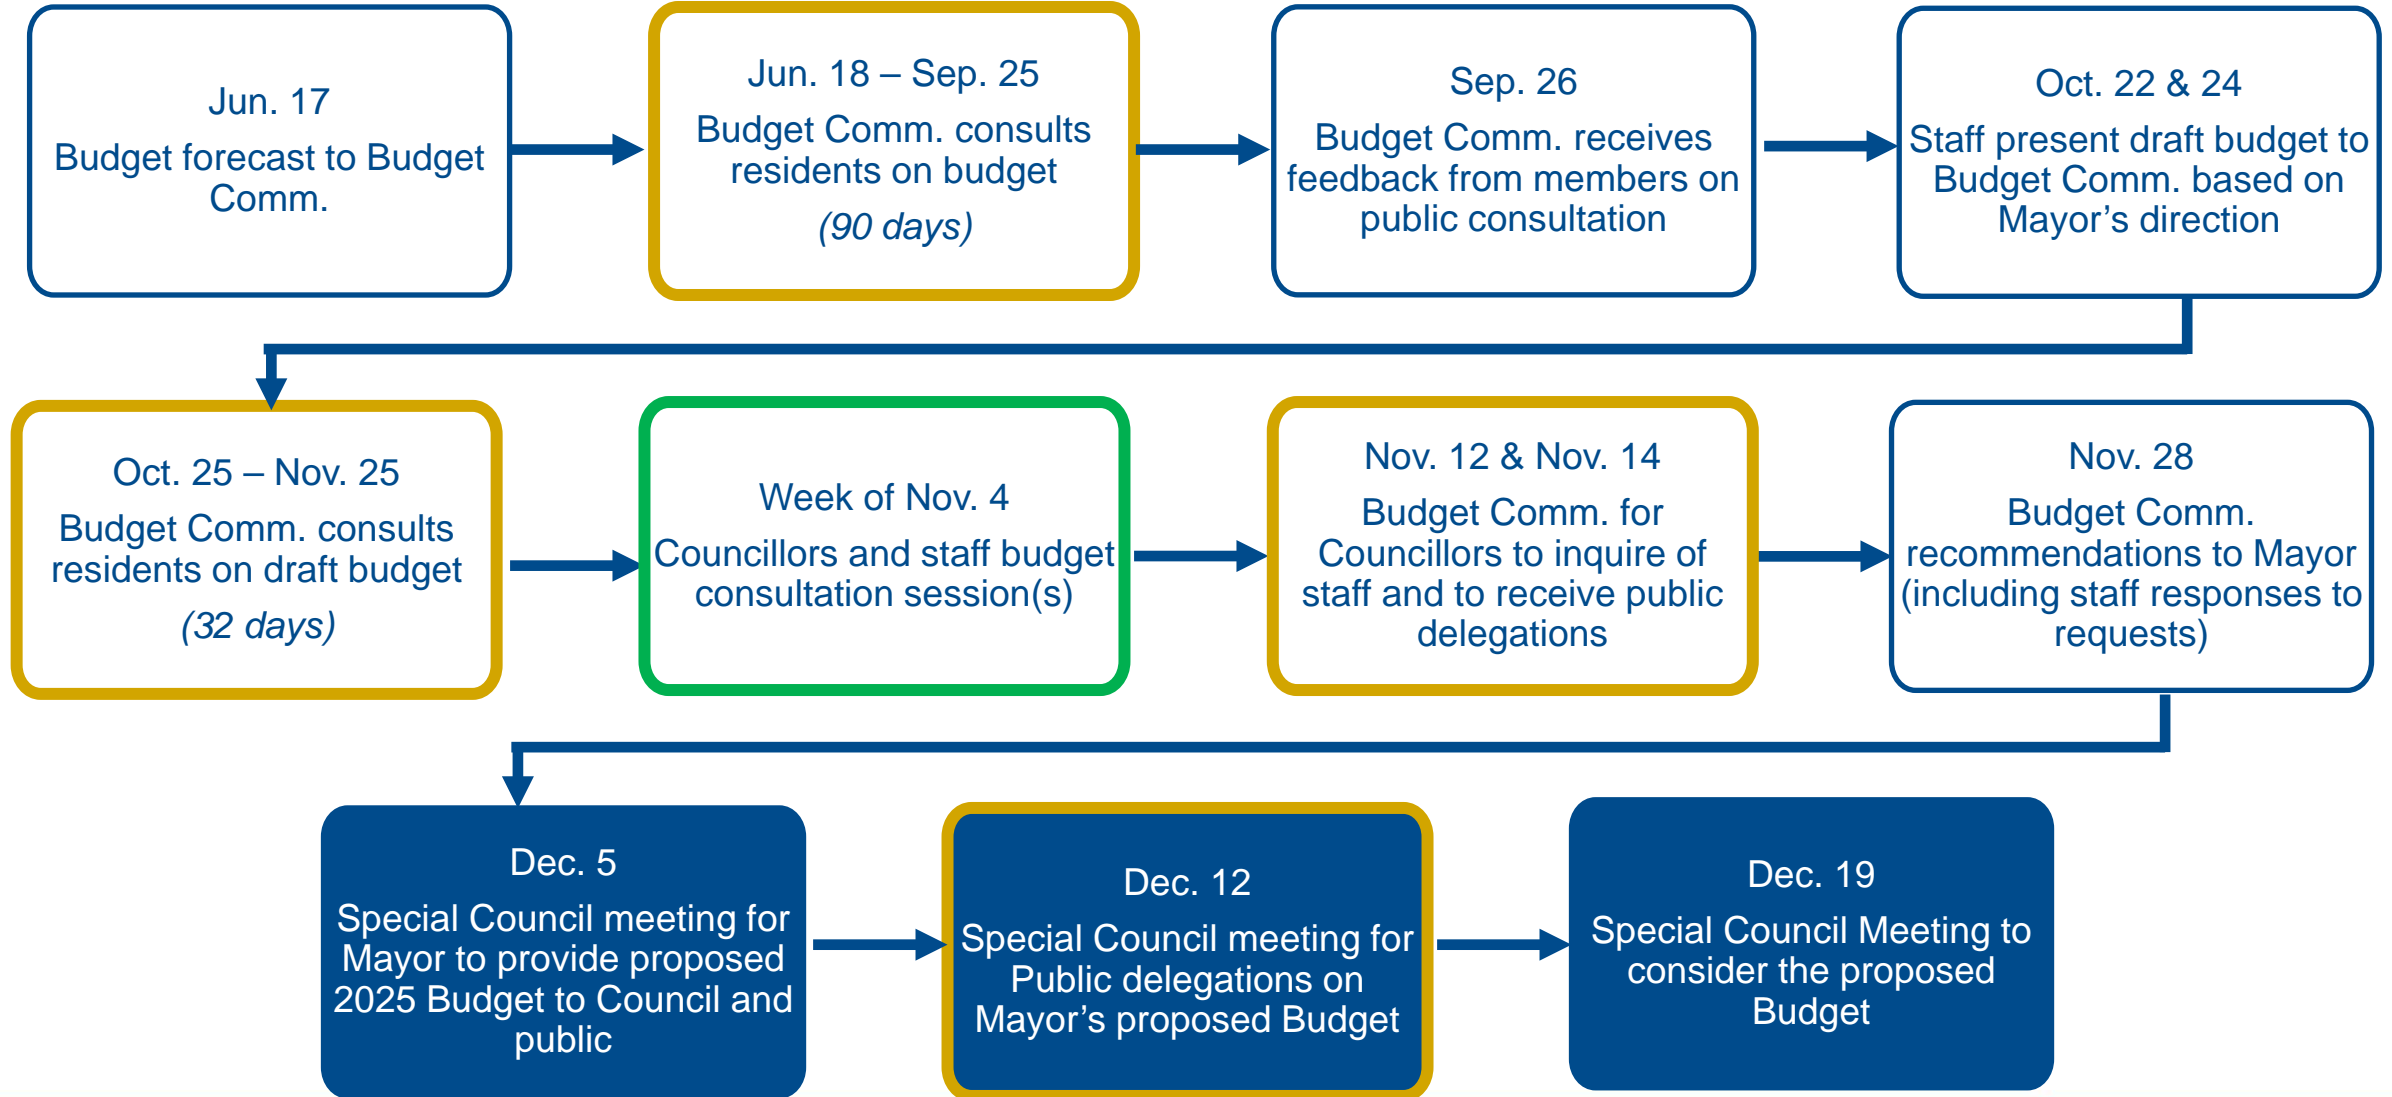 Jun. 17
Budget forecast to Budget
Comm.
Jun. 18 – Sep. 25
Budget Comm. consults
residents on budget
(90 days)
Sep. 26
Budget Comm. receives
feedback from members on
public consultation
Oct. 22 & 24
Staff present draft budget to
Budget Comm. based on
Mayor’s direction
Oct. 25 – Nov. 25
Budget Comm. consults
residents on draft budget
(32 days)
Week of Nov. 4
Councillors and staff budget
consultation session(s)
Nov. 12 & Nov. 14
Budget Comm. for
Councillors to inquire of
staff and to receive public
delegations
Nov. 28
Budget Comm.
recommendations to Mayor
(including staff responses to
requests)
Dec. 5
Special Council meeting for
Mayor to provide proposed
2025 Budget to Council and
public
Dec. 12
Special Council meeting for
Public delegations on
Mayor’s proposed Budget
Dec. 19
Special Council Meeting to
consider the proposed
Budget